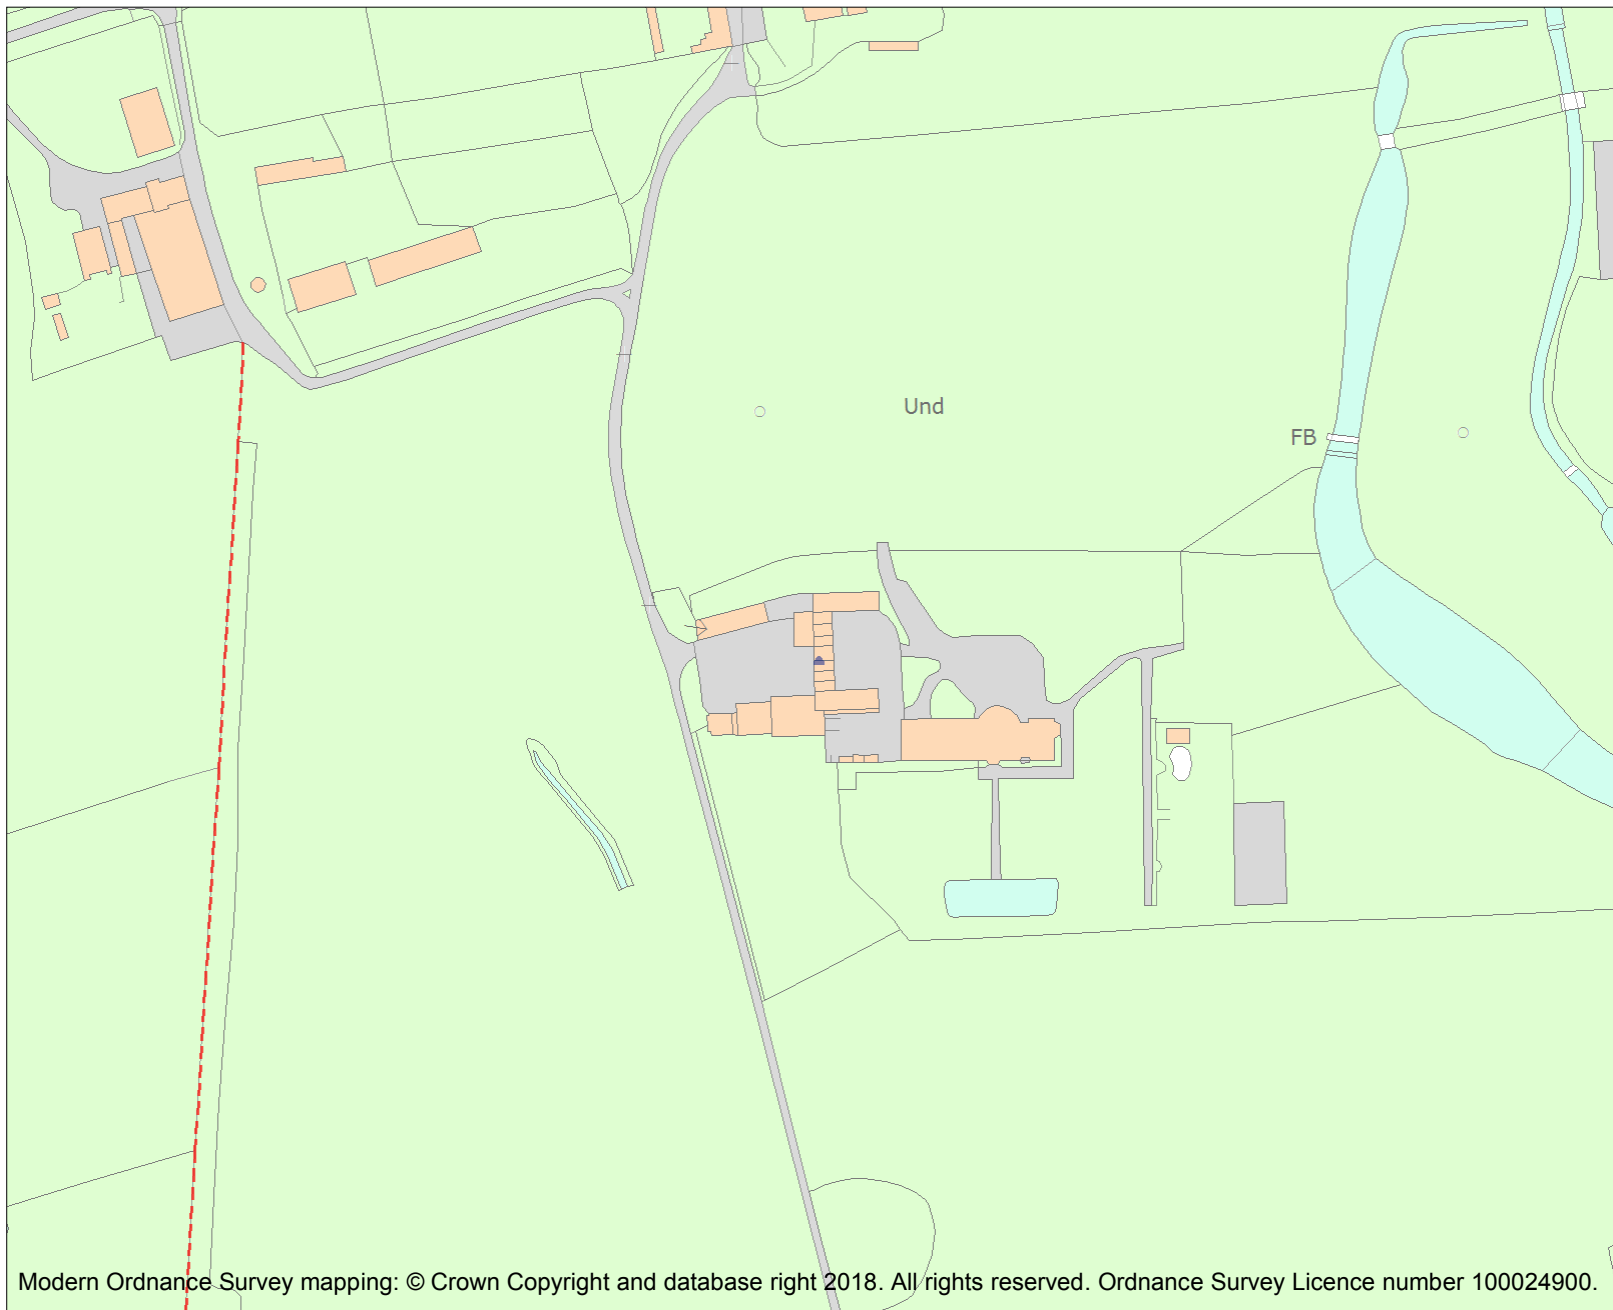 Und
FB
Modern Ordnance Survey mapping: © Crown Copyright and database right 2018. All rights reserved. Ordnance Survey Licence number 100024900.